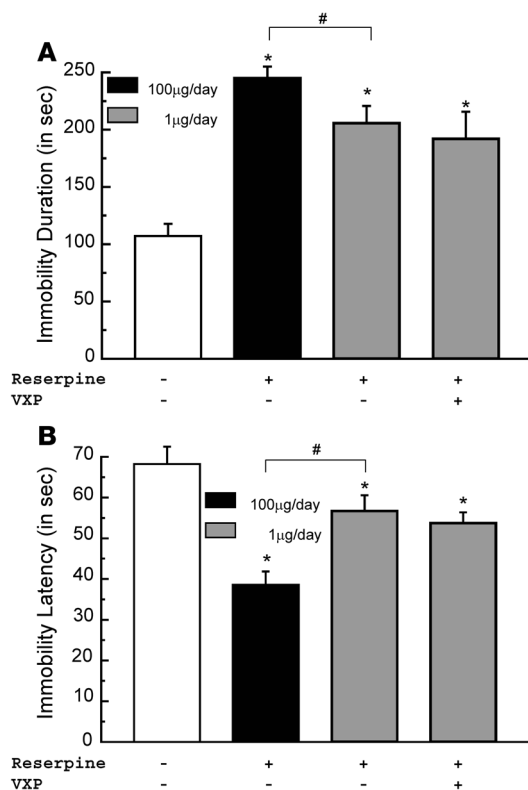 A
#
Immobility Duration (in sec)
250
200
150
100
50
0
100µg/day
1µg/day
* * *
Reserpine - + + +
VXP - - - +
B
#
Immobility Latency (in sec)
70
60
50
40
30
20
10
0
100µg/day
1µg/day
* * *
Reserpine - + + +
VXP - - - +